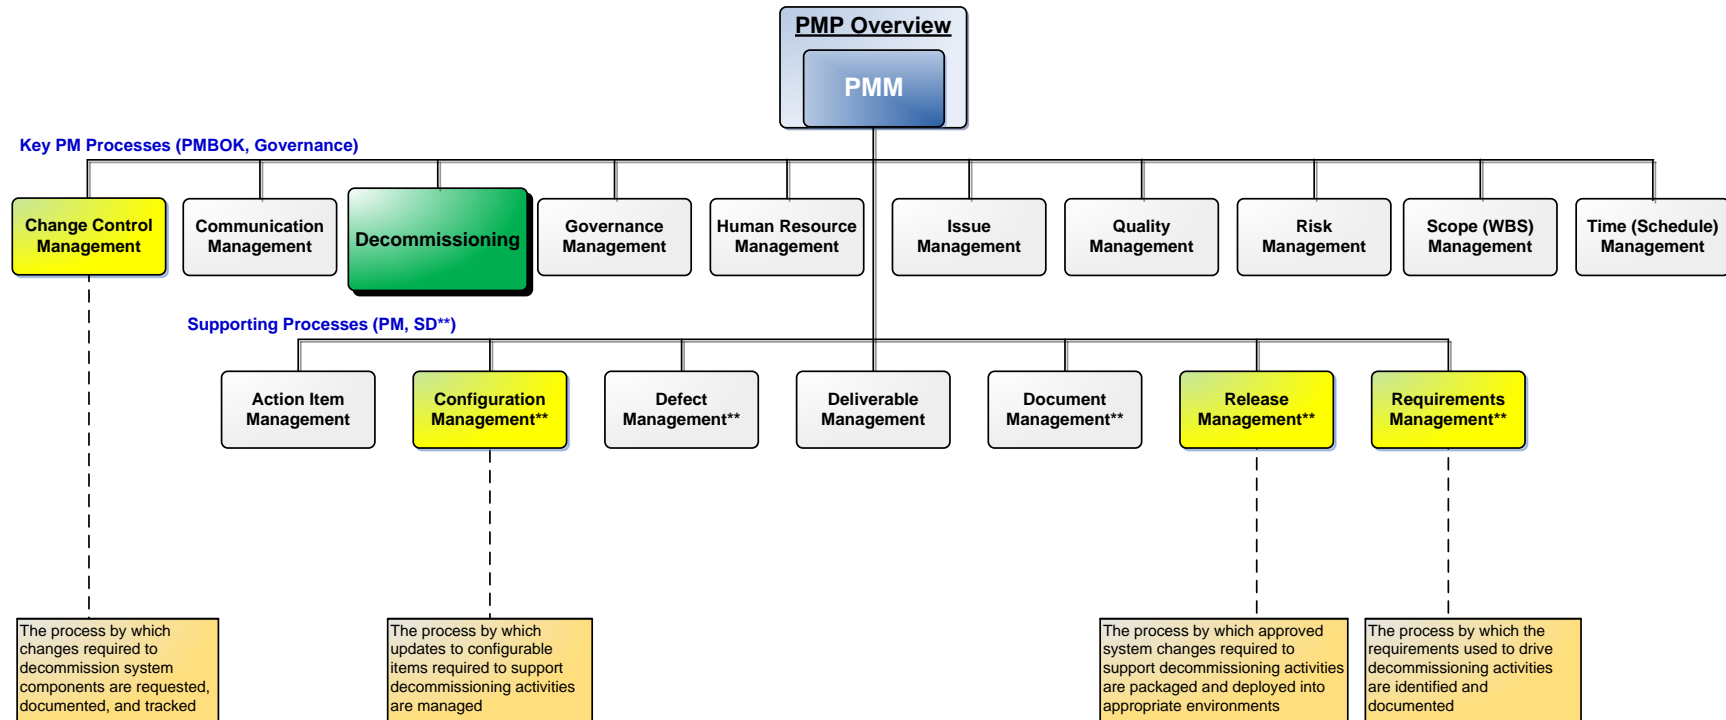 PMP Overview
PMM
Key PM Processes (PMBOK, Governance)
Change Control
Management
Communication
Management
Decommissioning
Governance
Management
Human Resource
Management
Issue
Management
Quality
Management
Risk
Management
Scope (WBS)
Management
Time (Schedule)
Management
Supporting Processes (PM, SD**)
Action Item
Management
Configuration
Management**
Defect
Management**
Deliverable
Management
Document
Management**
Release
Management**
Requirements
Management**
The process by which
changes required to
decommission system
components are requested,
documented, and tracked
The process by which
updates to configurable
items required to support
decommissioning activities
are managed
The process by which approved
system changes required to
support decommissioning activities
are packaged and deployed into
appropriate environments
The process by which the
requirements used to drive
decommissioning activities
are identified and
documented